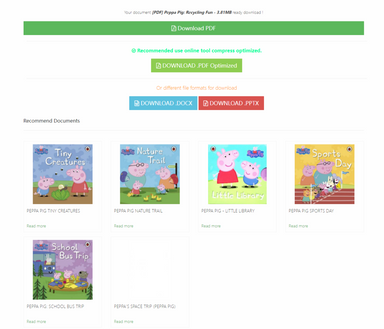 Your document [PDF] Peppa Pig: Recycling Fun - 3.81MB ready download !
Download PDF
Recommended use online tool compress optimized.
DOWNLOAD .PDF Optimized
Or different file formats for download.
DOWNLOAD .DOCX
DOWNLOAD .PPTX
Recommend Documents
Tiny Creatures
Nature Trail
Little Library
Sports Day
PEPPA PIG TINY CREATURES
PEPPA PIG NATURE TRAIL
PEPPA PIG - LITTLE LIBRARY
PEPPA PIG SPORTS DAY
Read more
Read more
Read more
Read more
School Bus Trip
PEPPA PIG: SCHOOL BUS TRIP
PEPPA'S SPACE TRIP (PEPPA PIG)
Read more
Read more